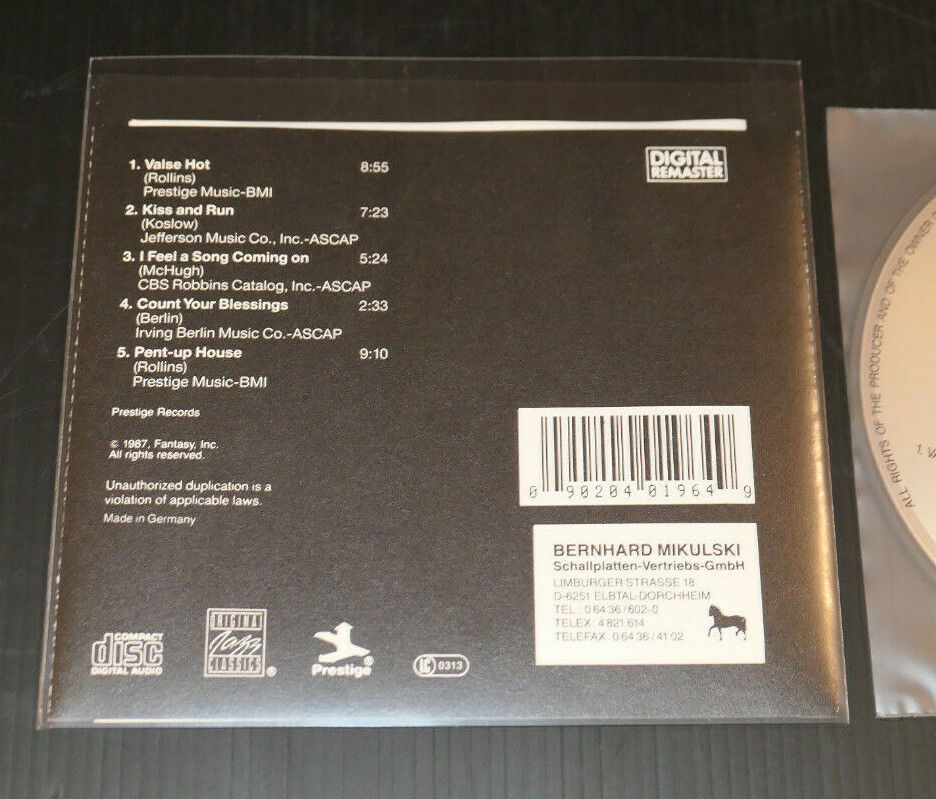 1. Valse Hot 8:55
(Rollins)
Prestige Music-BMI
2. Kiss and Run 7:23
(Koslow)
Jefferson Music Co., Inc.-ASCAP
3. I Feel a Song Coming on 5:24
(McHugh)
CBS Robbins Catalog, Inc.-ASCAP
4. Count Your Blessings 2:33
(Berlin)
Irving Berlin Music Co.-ASCAP
5. Pent-up House 9:10
(Rollins)
Prestige Music-BMI
DIGITAL
REMASTER
Prestige Records
© 1987, Fantasy, Inc.
All rights reserved.
Unauthorized duplication is a
violation of applicable laws.
Made in Germany
0 90204 01964 9
BERNHARD MIKULSKI
Schallplatten-Vertriebs-GmbH
LIMBURGER STRASSE 18
D-6251 ELBTAL-DORCHHEIM
TEL.: 0 64 36 / 602-0
TELEX. 4 821 614
TELEFAX. 0 64 36 / 41 02
COMPACT
disc
DIGITAL AUDIO
ORIGINAL
Jazz
CLASSICS ®
Prestige ®
LC 0313
ALL RIGHTS OF THE PRODUCER AND OF THE OWNER
1.